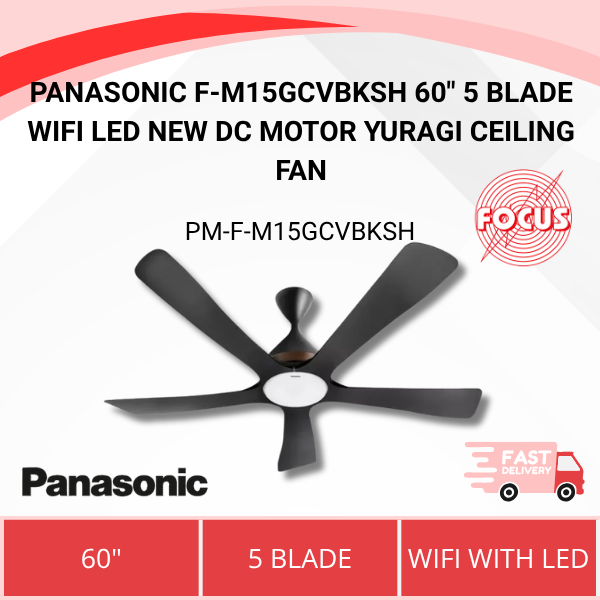 PANASONIC F-M15GCVBKSH 60" 5 BLADE
WIFI LED NEW DC MOTOR YURAGI CEILING
FAN
FOCUS
PM-F-M15GCVBKSH
Panasonic
FAST
DELIVERY
60"
5 BLADE
WIFI WITH LED